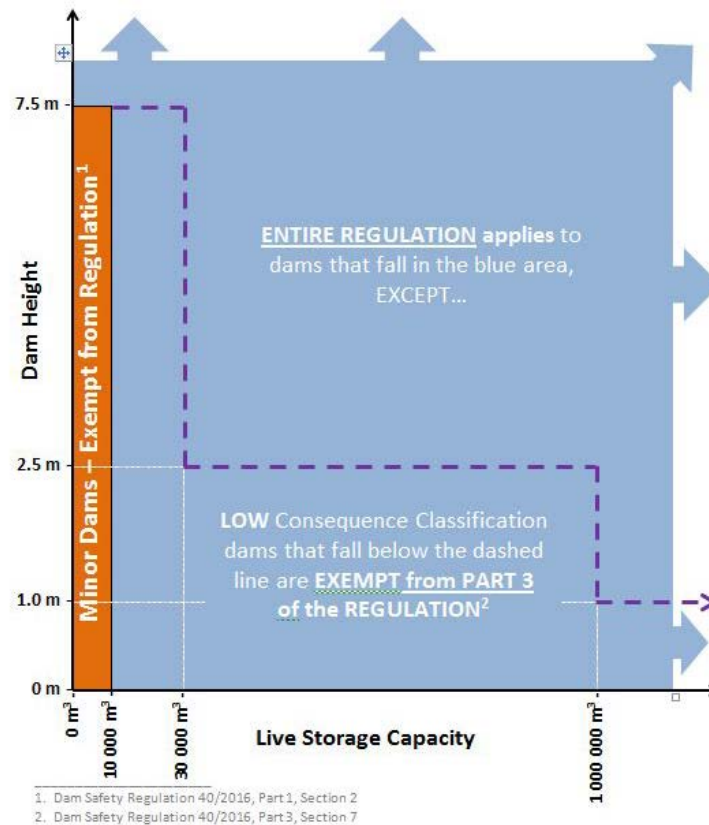 7.5 m
2.5 m
1.0 m
0 m
Dam Height
Minor Dams – Exempt from Regulation¹
ENTIRE REGULATION applies to
dams that fall in the blue area,
EXCEPT...
LOW Consequence Classification
dams that fall below the dashed
line are EXEMPT from PART 3
of the REGULATION²
0 m³
10 000 m³
30 000 m³
1 000 000 m³
Live Storage Capacity
1. Dam Safety Regulation 40/2016, Part 1, Section 2
2. Dam Safety Regulation 40/2016, Part 3, Section 7